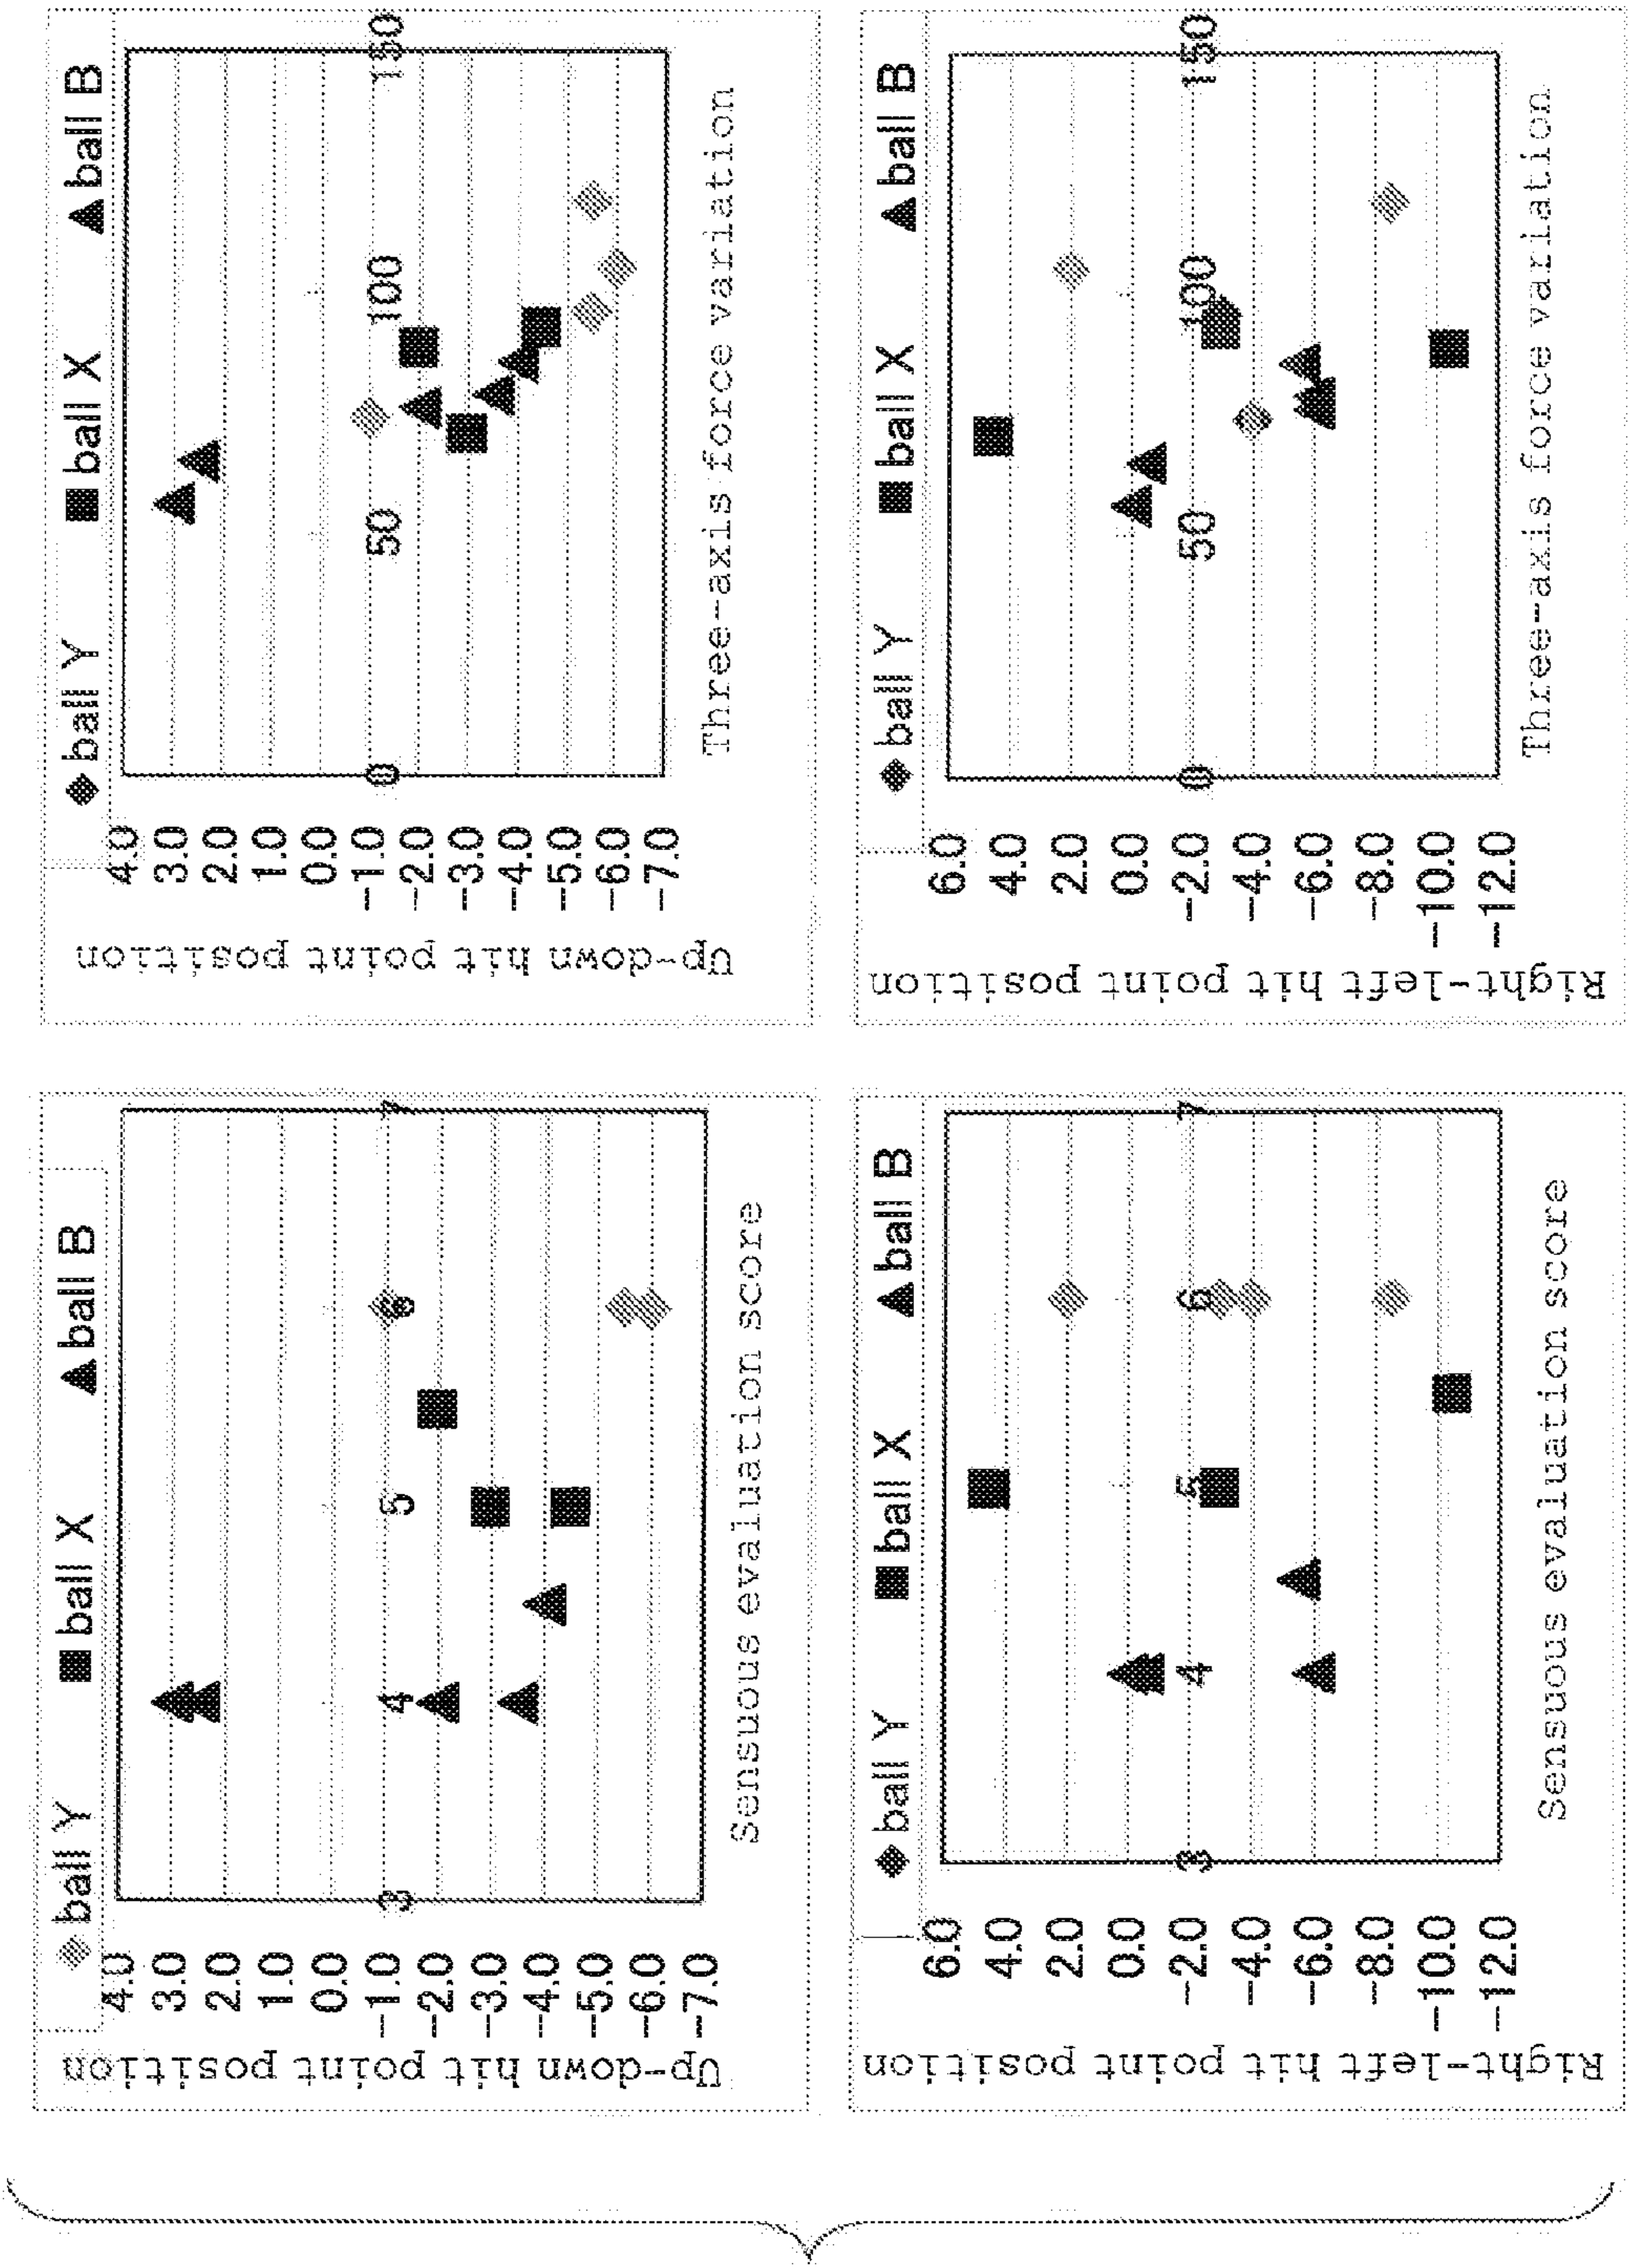 ball Y ball X ball B
4.0
3.0
2.0
1.0
0.0
-1.0
-2.0
-3.0
-4.0
-5.0
-6.0
-7.0
3 4 5 6 7
Up-down hit point position
Sensuous evaluation score
ball Y ball X ball B
4.0
3.0
2.0
1.0
0.0
-1.0
-2.0
-3.0
-4.0
-5.0
-6.0
-7.0
0 50 100 150
Up-down hit point position
Three-axis force variation
ball Y ball X ball B
6.0
4.0
2.0
0.0
-2.0
-4.0
-6.0
-8.0
-10.0
-12.0
3 4 5 6 7
Right-left hit point position
Sensuous evaluation score
ball Y ball X ball B
6.0
4.0
2.0
0.0
-2.0
-4.0
-6.0
-8.0
-10.0
-12.0
0 50 100 150
Right-left hit point position
Three-axis force variation